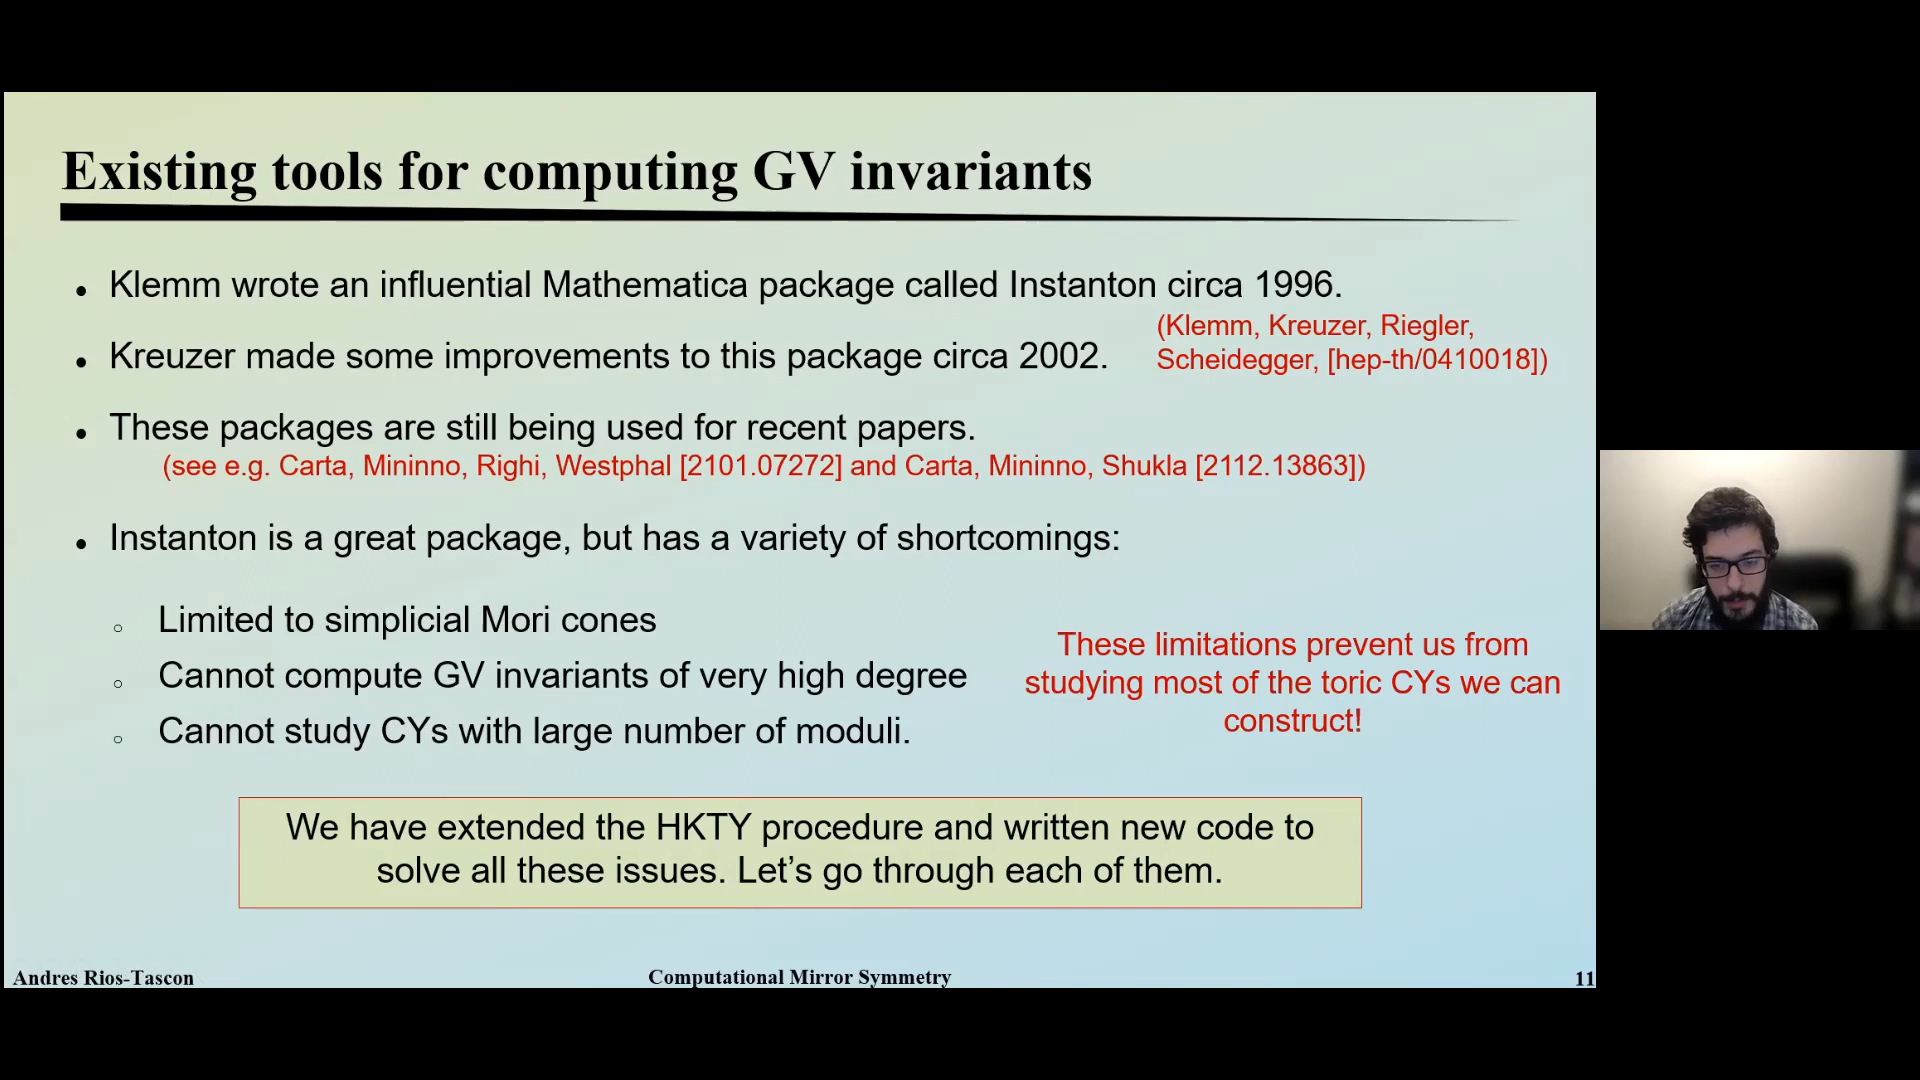 Existing tools for computing GV invariants
• Klemm wrote an influential Mathematica package called Instanton circa 1996.
• Kreuzer made some improvements to this package circa 2002.
(Klemm, Kreuzer, Riegler,
Scheidegger, [hep-th/0410018])
• These packages are still being used for recent papers.
(see e.g. Carta, Mininno, Righi, Westphal [2101.07272] and Carta, Mininno, Shukla [2112.13863])
• Instanton is a great package, but has a variety of shortcomings:
○ Limited to simplicial Mori cones
○ Cannot compute GV invariants of very high degree
○ Cannot study CYs with large number of moduli.
These limitations prevent us from
studying most of the toric CYs we can
construct!
We have extended the HKTY procedure and written new code to
solve all these issues. Let’s go through each of them.
Andres Rios-Tascon
Computational Mirror Symmetry
11